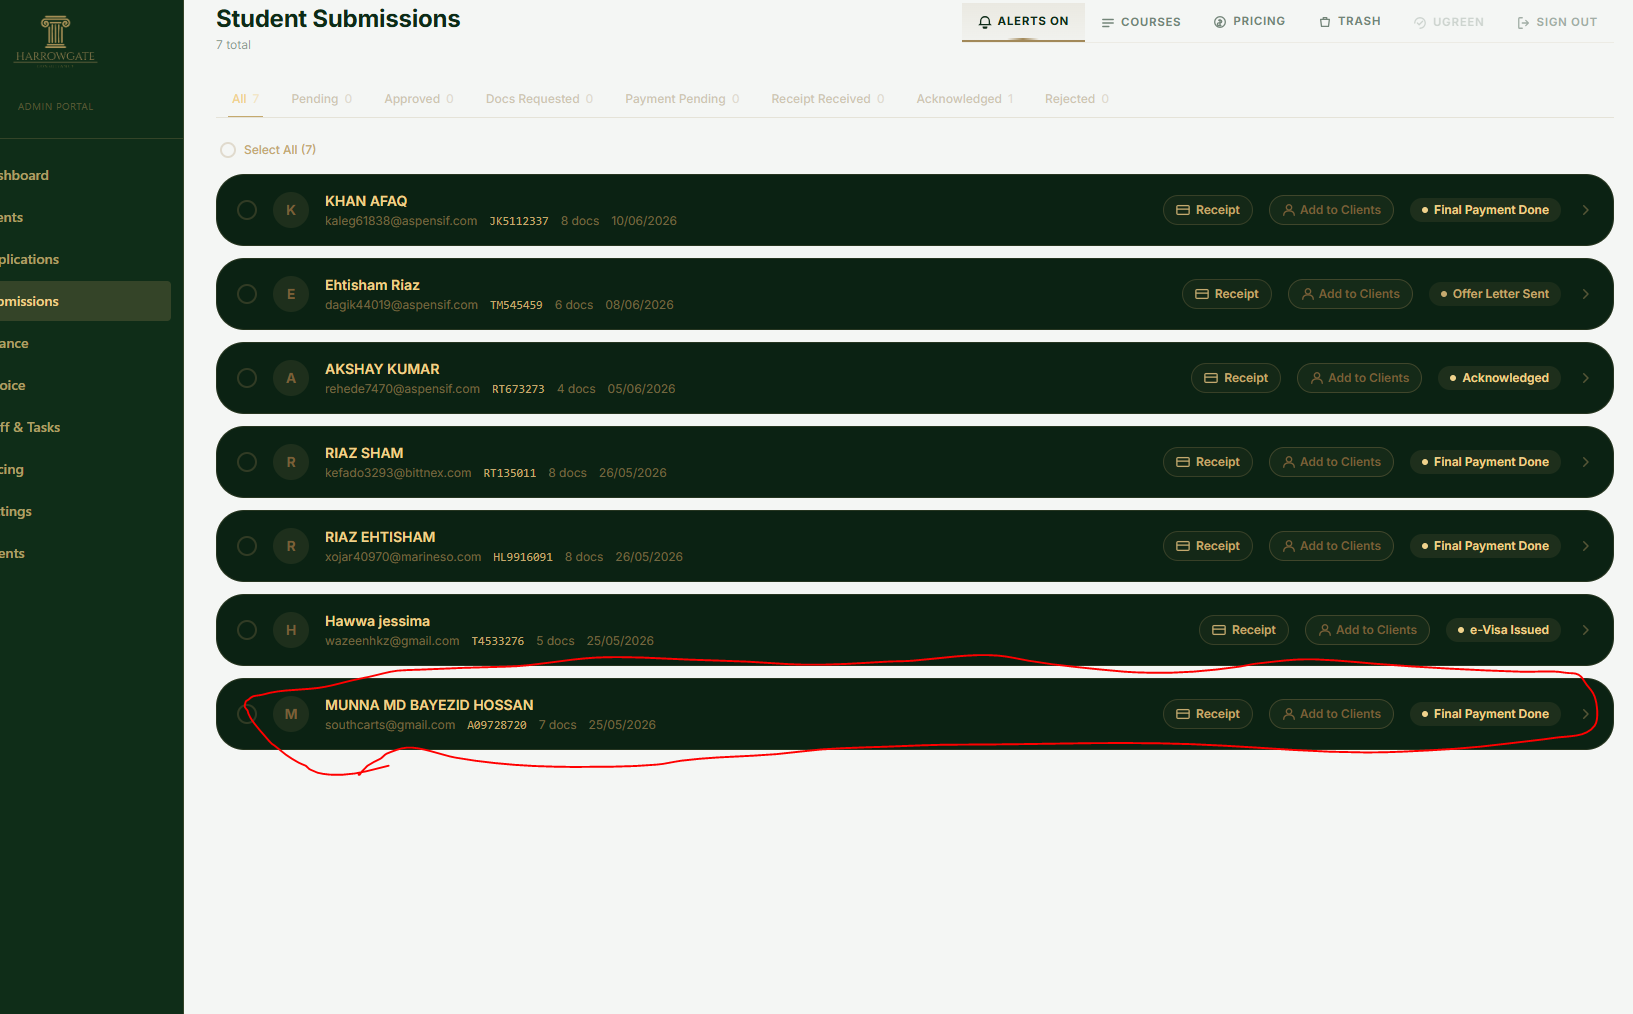 HARROWGATE
ADMIN PORTAL
shboard
ents
plications
omissions
ance
oice
ff & Tasks
cing
tings
ents
Student Submissions
7 total
ALERTS ON
COURSES
PRICING
TRASH
UGREEN
SIGN OUT
All 7
Pending 0
Approved 0
Docs Requested 0
Payment Pending 0
Receipt Received 0
Acknowledged 1
Rejected 0
Select All (7)
K
KHAN AFAQ
kaleg61838@aspensif.com JK5112337 8 docs 10/06/2026
Receipt
Add to Clients
Final Payment Done
E
Ehtisham Riaz
dagik44019@aspensif.com TM545459 6 docs 08/06/2026
Receipt
Add to Clients
Offer Letter Sent
A
AKSHAY KUMAR
rehede7470@aspensif.com RT673273 4 docs 05/06/2026
Receipt
Add to Clients
Acknowledged
R
RIAZ SHAM
kefado3293@bittnex.com RT135011 8 docs 26/05/2026
Receipt
Add to Clients
Final Payment Done
R
RIAZ EHTISHAM
xojar40970@marineso.com HL9916091 8 docs 26/05/2026
Receipt
Add to Clients
Final Payment Done
H
Hawwa jessima
wazeenhkz@gmail.com T4533276 5 docs 25/05/2026
Receipt
Add to Clients
e-Visa Issued
M
MUNNA MD BAYEZID HOSSAN
southcarts@gmail.com A09728720 7 docs 25/05/2026
Receipt
Add to Clients
Final Payment Done